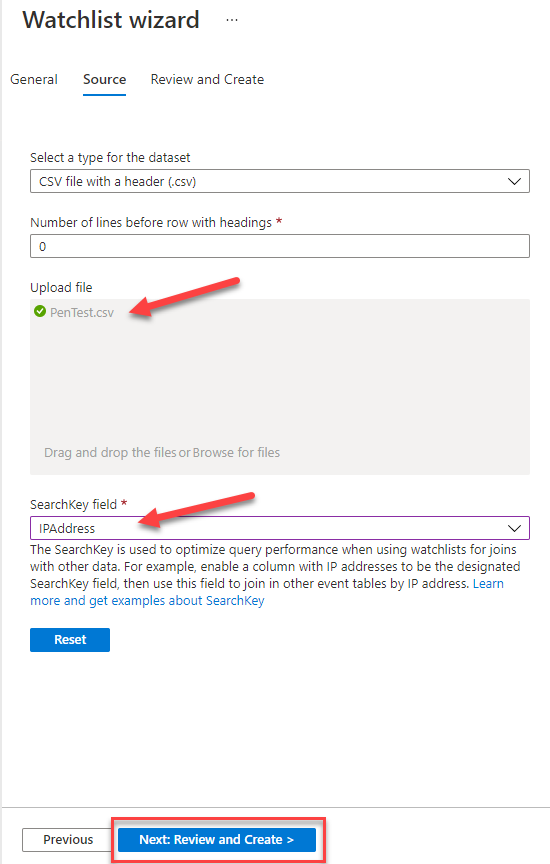 Watchlist wizard ...
General Source Review and Create
Select a type for the dataset
CSV file with a header (.csv)
Number of lines before row with headings *
0
Upload file
PenTest.csv
Drag and drop the files or Browse for files
SearchKey field *
IPAddress
The SearchKey is used to optimize query performance when using watchlists for joins
with other data. For example, enable a column with IP addresses to be the designated
SearchKey field, then use this field to join in other event tables by IP address. Learn
more and get examples about SearchKey
Reset
Previous Next: Review and Create >